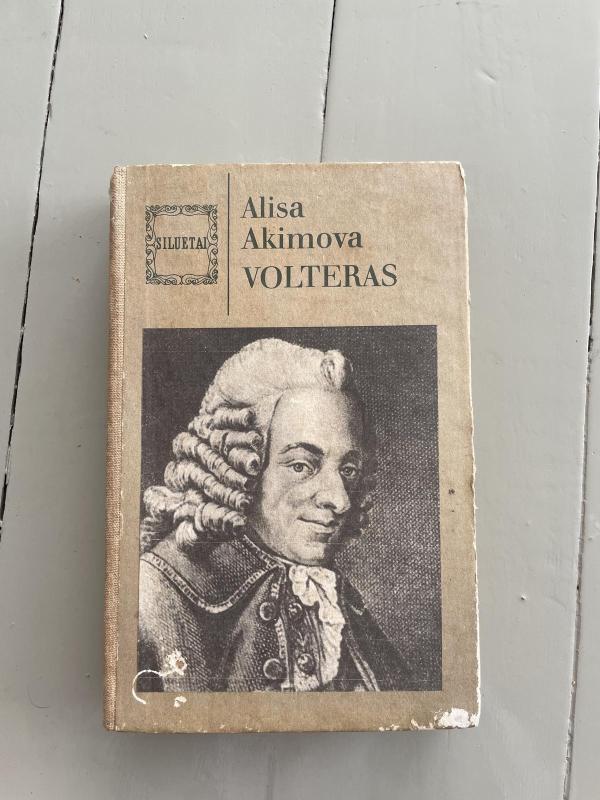 SILUETAI
Alisa
Akimova
VOLTERAS